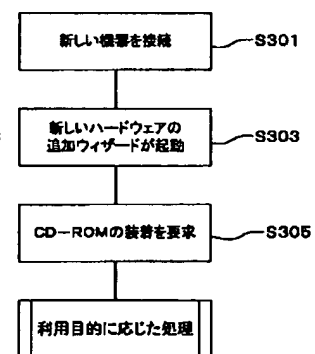 新しい機器を接続
S301
新しいハードウェアの
追加ウィザードが起動
S303
CD-ROMの装着を要求
S305
利用目的に応じた処理